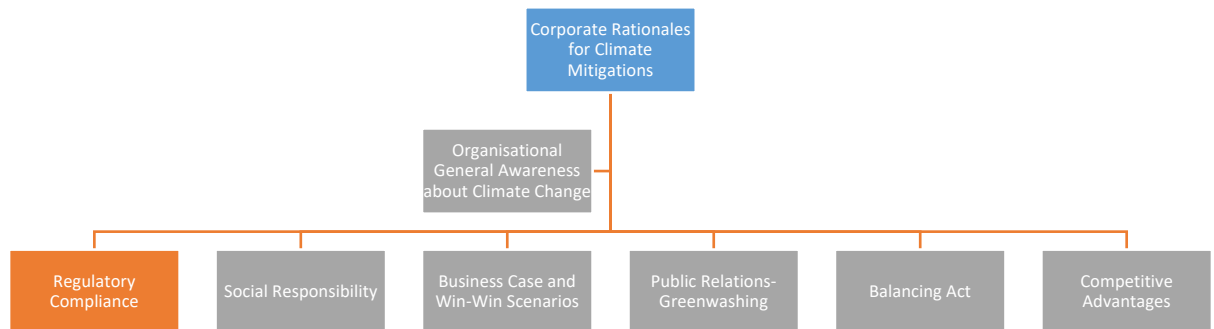 Corporate Rationales
for Climate
Mitigations
Organisational
General Awareness
about Climate Change
Regulatory
Compliance
Social Responsibility
Business Case and
Win-Win Scenarios
Public Relations-
Greenwashing
Balancing Act
Competitive
Advantages